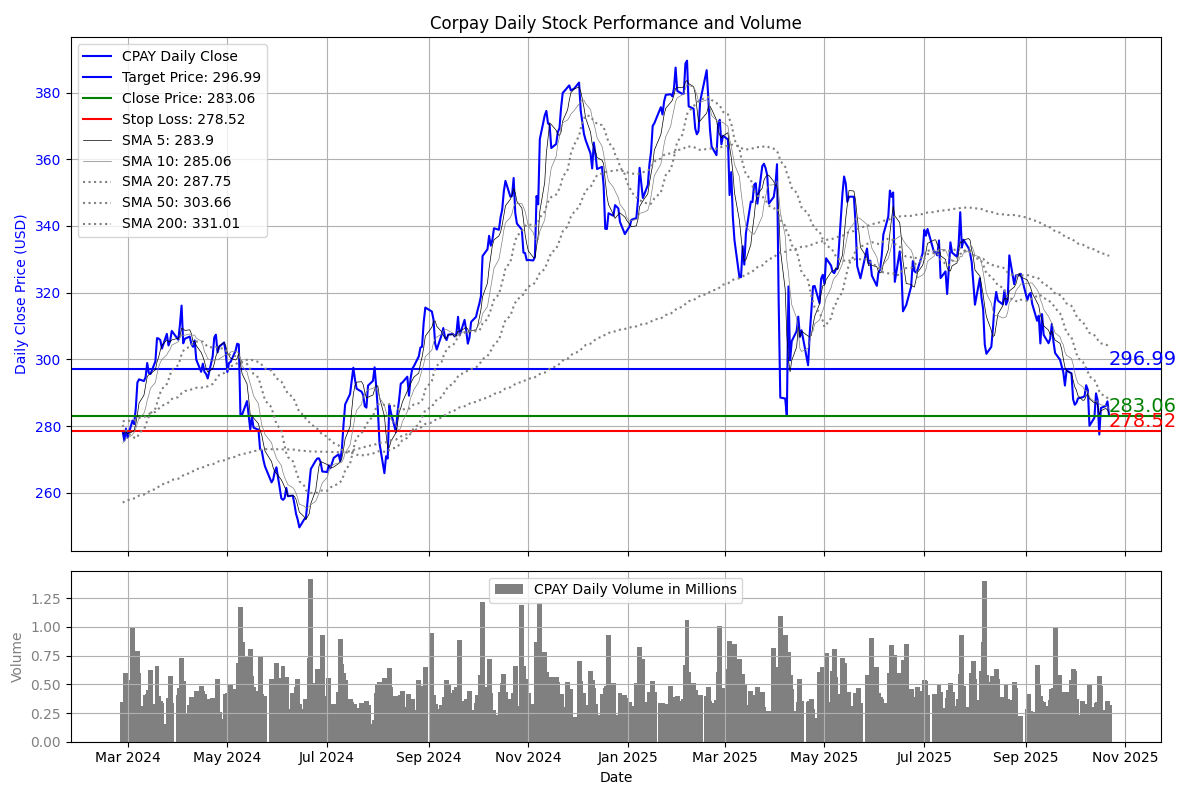 Corpay Daily Stock Performance and Volume
CPAY Daily Close
Target Price: 296.99
Close Price: 283.06
Stop Loss: 278.52
SMA 5: 283.9
SMA 10: 285.06
SMA 20: 287.75
SMA 50: 303.66
SMA 200: 331.01
Daily Close Price (USD)
380
360
340
320
300
280
260
296.99
283.06
278.52
CPAY Daily Volume in Millions
Volume
1.25
1.00
0.75
0.50
0.25
0.00
Mar 2024 May 2024 Jul 2024 Sep 2024 Nov 2024 Jan 2025 Mar 2025 May 2025 Jul 2025 Sep 2025 Nov 2025
Date